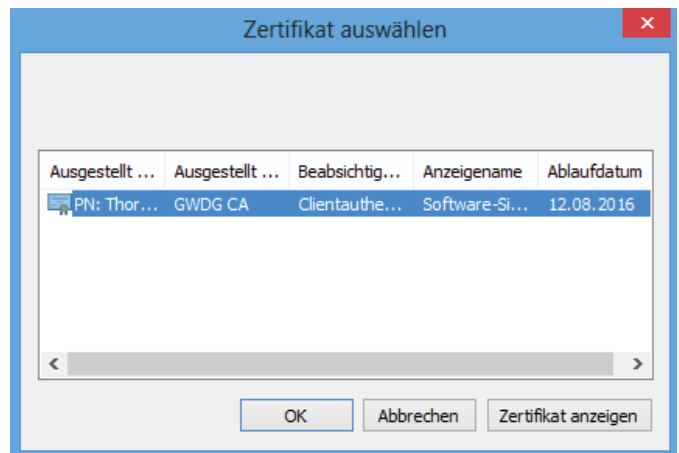 Zertifikat auswählen
Ausgestellt ... Ausgestellt ... Beabsichtig... Anzeigename Ablaufdatum
PN: Thor... GWDG CA Clientauthe... Software-Si... 12.08.2016
OK Abbrechen Zertifikat anzeigen